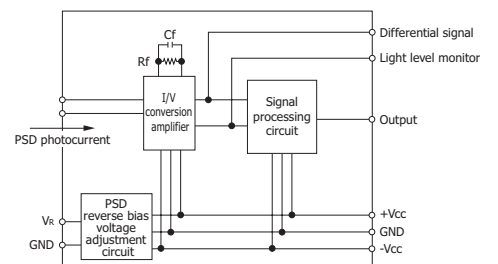 Differential signal
Cf
Light level monitor
Rf
I/V
conversion
amplifier
Signal
processing
circuit
Output
PSD photocurrent
PSD
reverse bias
voltage
adjustment
circuit
VR
GND
+Vcc
GND
-Vcc